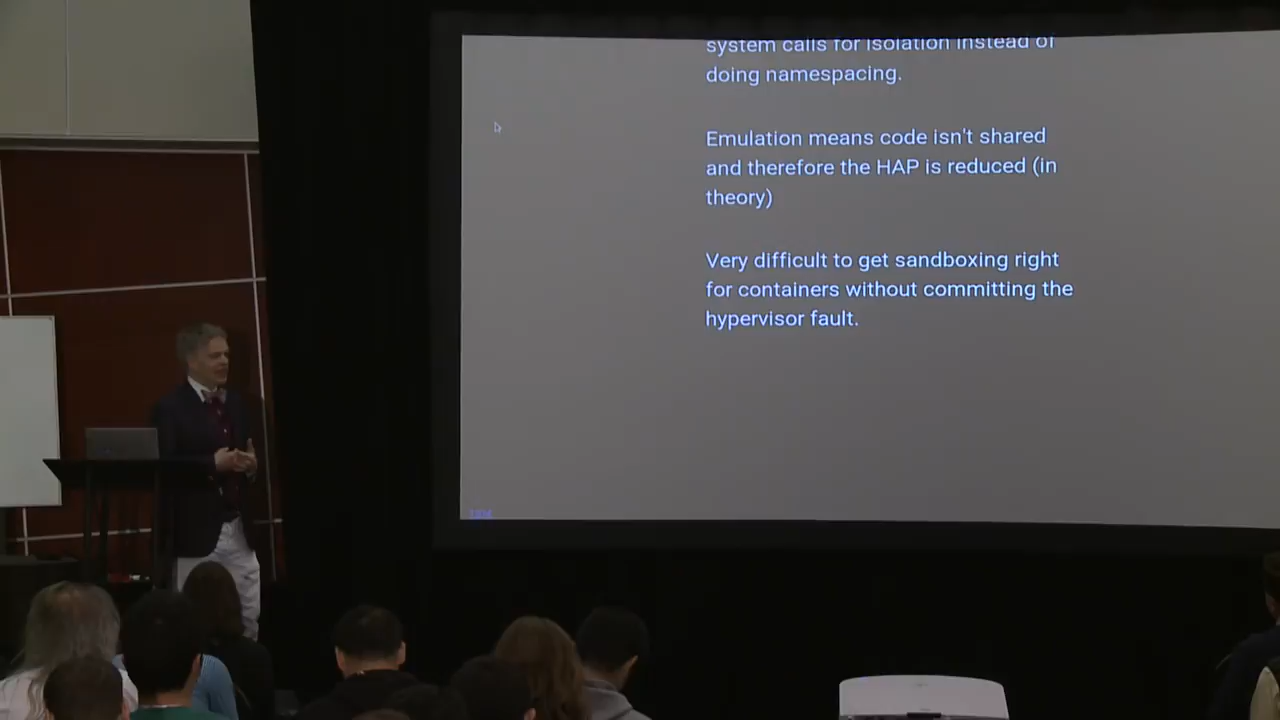 system calls for isolation instead of
doing namespacing.
Emulation means code isn't shared
and therefore the HAP is reduced (in
theory)
Very difficult to get sandboxing right
for containers without committing the
hypervisor fault.